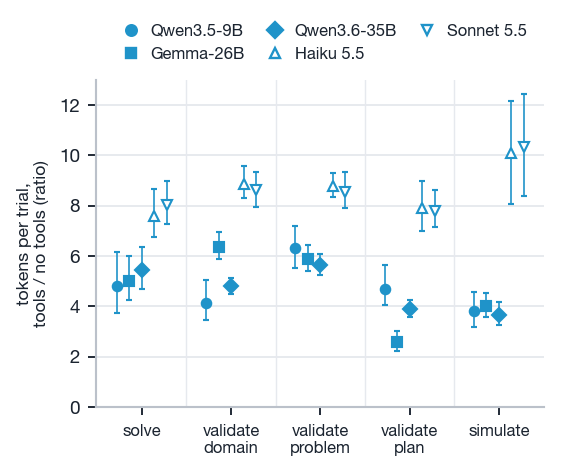 Qwen3.5-9B
Qwen3.6-35B
Sonnet 5.5
Gemma-26B
Haiku 5.5
tokens per trial,
tools / no tools (ratio)
12
10
8
6
4
2
0
solve
validate
domain
validate
problem
validate
plan
simulate